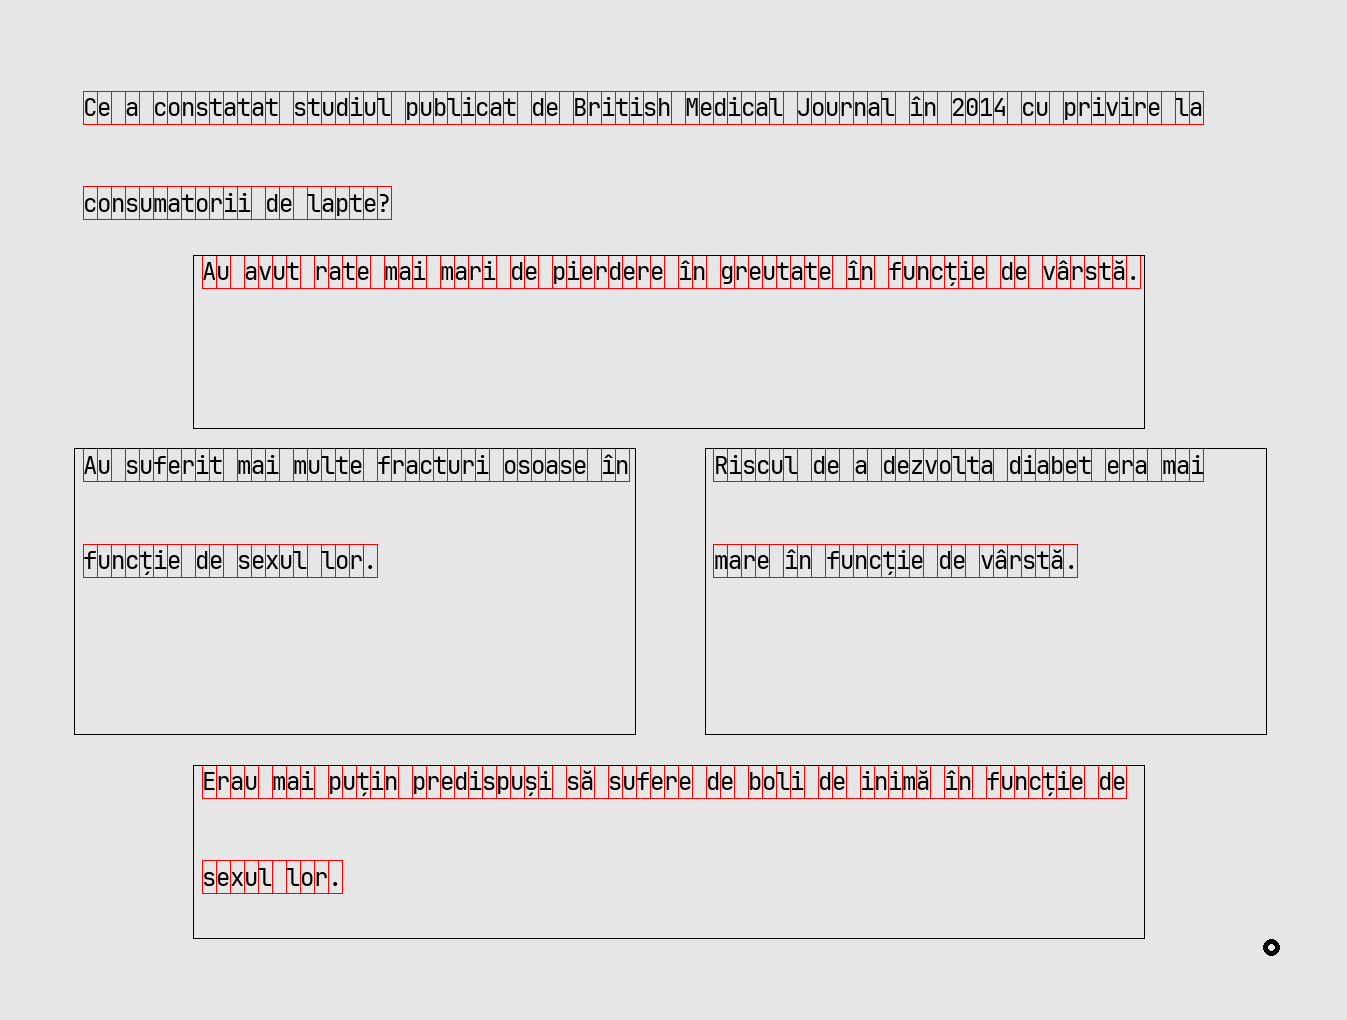 Ce a constatat studiul publicat de British Medical Journal în 2014 cu privire la
consumatorii de lapte?
Au avut rate mai mari de pierdere în greutate în funcție de vârstă.
Au suferit mai multe fracturi osoase în
funcție de sexul lor.
Riscul de a dezvolta diabet era mai
mare în funcție de vârstă.
Erau mai puțin predispuși să sufere de boli de inimă în funcție de
sexul lor.